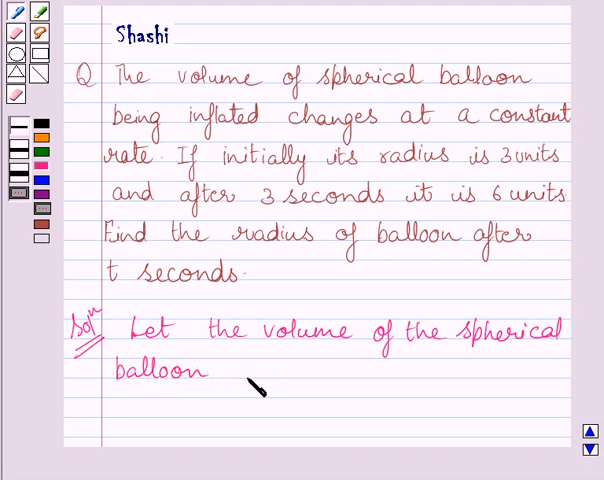 Shashi
Q The volume of spherical balloon
being inflated changes at a constant
rate. If initially its radius is 3 units
and after 3 seconds it is 6 units
Find the radius of balloon after
t seconds.
Solⁿ Let the volume of the spherical
balloon